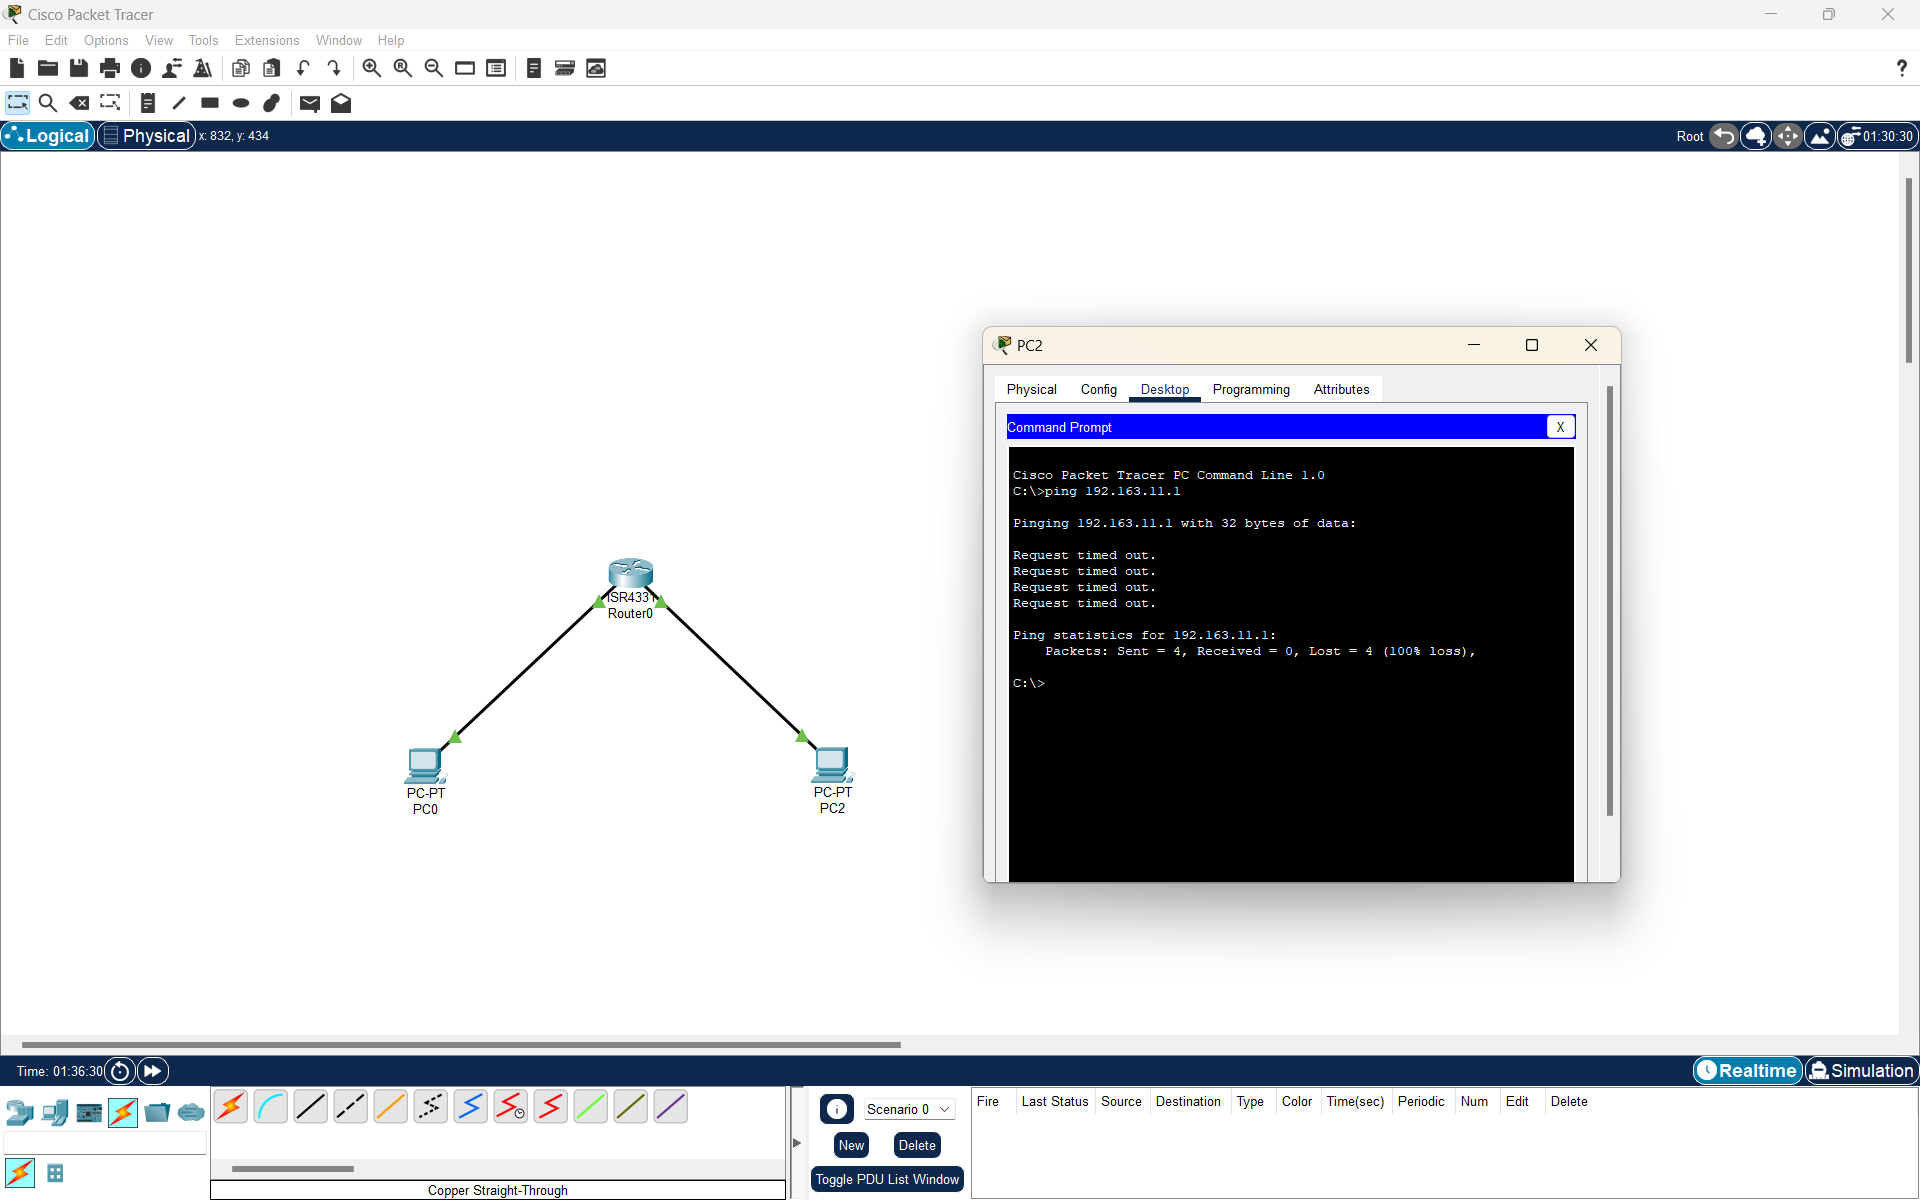 Cisco Packet Tracer
File Edit Options View Tools Extensions Window Help
?
Logical Physical x: 832, y: 434 Root 01:30:30
PC2
Physical Config Desktop Programming Attributes
Command Prompt X
Cisco Packet Tracer PC Command Line 1.0
C:\>ping 192.163.11.1
Pinging 192.163.11.1 with 32 bytes of data:
Request timed out.
Request timed out.
Request timed out.
Request timed out.
Ping statistics for 192.163.11.1:
Packets: Sent = 4, Received = 0, Lost = 4 (100% loss),
C:\>
ISR4331
Router0
PC-PT
PC0
PC-PT
PC2
Time: 01:36:30 Realtime Simulation
Scenario 0
New Delete
Toggle PDU List Window
Fire Last Status Source Destination Type Color Time(sec) Periodic Num Edit Delete
Copper Straight-Through